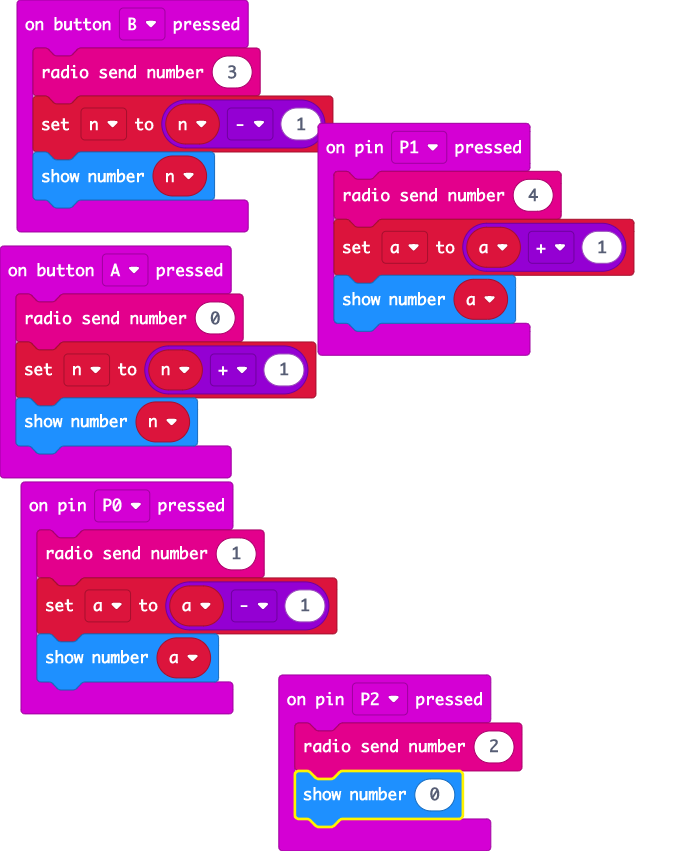 on button B pressed
radio send number 3
set n to n - 1
show number n
on pin P1 pressed
radio send number 4
set a to a + 1
show number a
on button A pressed
radio send number 0
set n to n + 1
show number n
on pin P0 pressed
radio send number 1
set a to a - 1
show number a
on pin P2 pressed
radio send number 2
show number 0